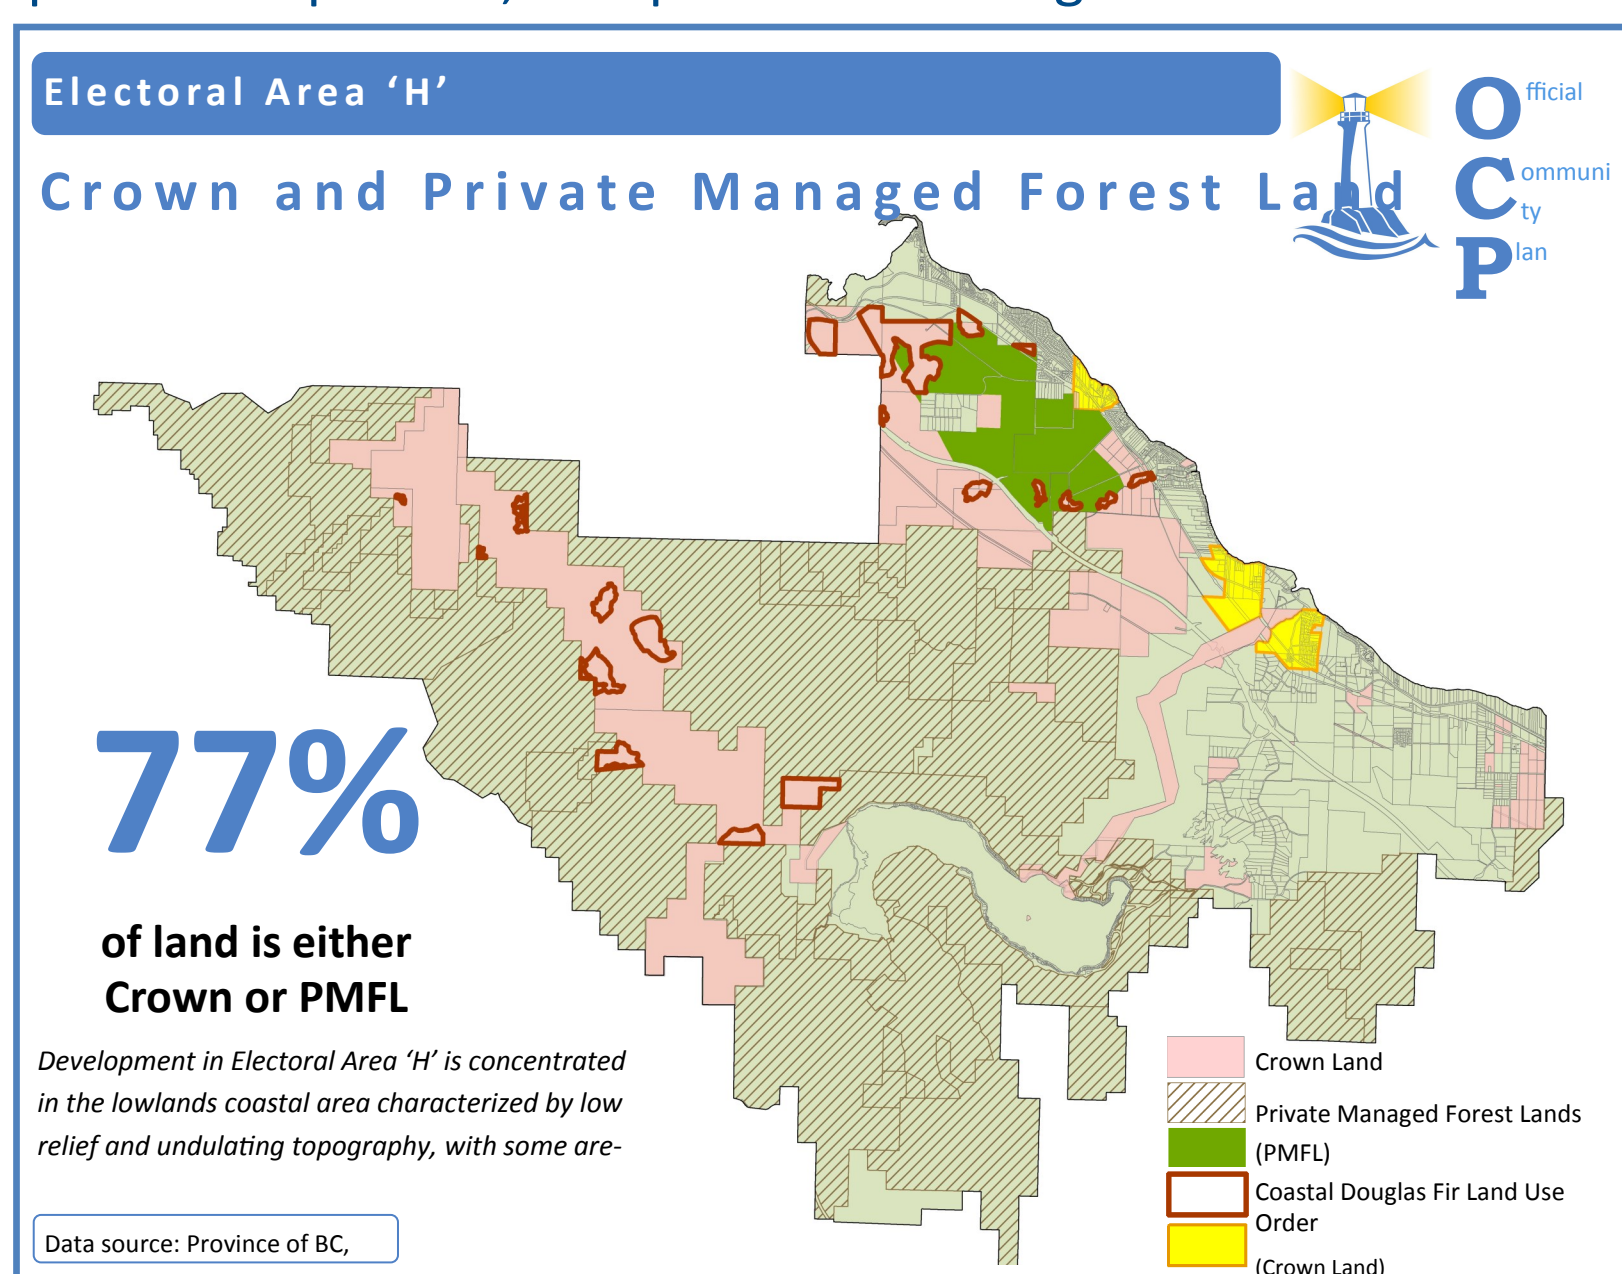 Electoral Area ‘H’
Official
Communi
ty
Plan
Crown and Private Managed Forest Land
77%
of land is either
Crown or PMFL
Development in Electoral Area ‘H’ is concentrated
in the lowlands coastal area characterized by low
relief and undulating topography, with some are-
Data source: Province of BC,
Crown Land
Private Managed Forest Lands
(PMFL)
Coastal Douglas Fir Land Use
Order
(Crown Land)